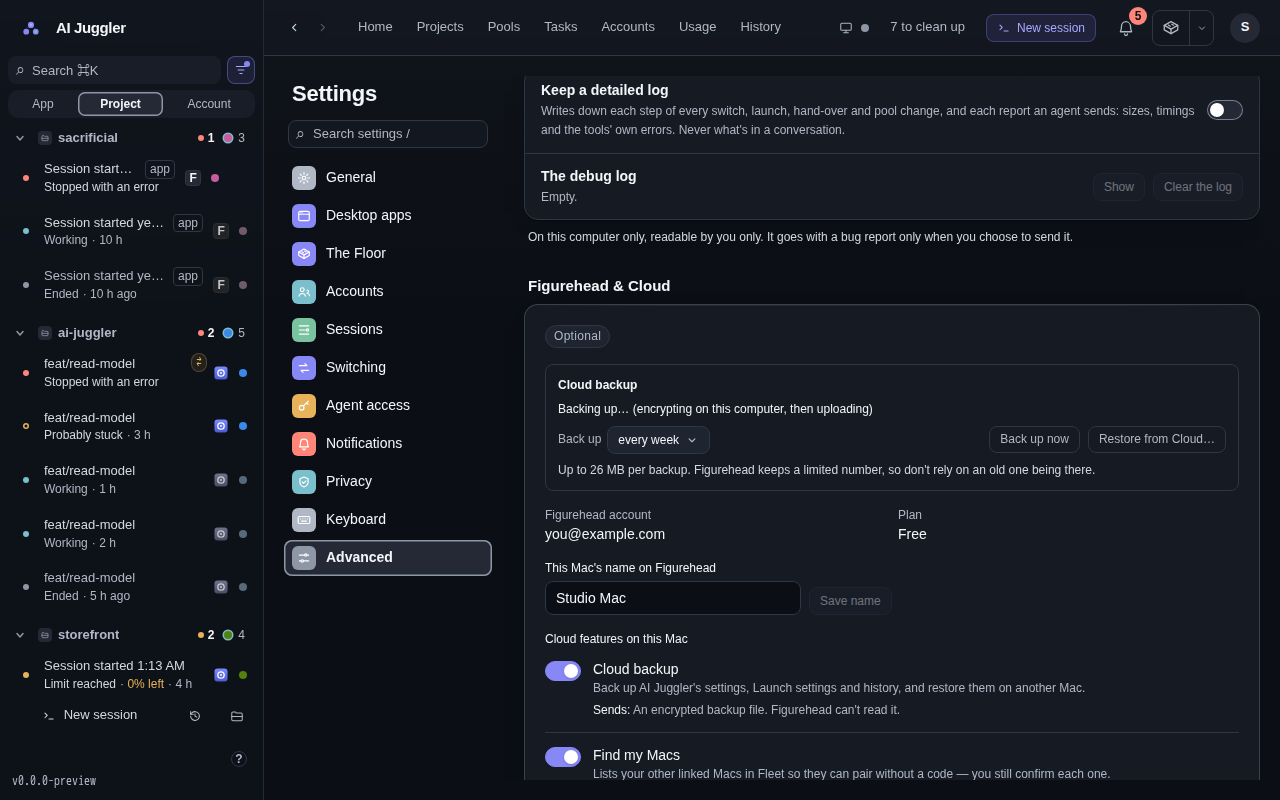 AI Juggler
Search ⌘K
App
Project
Account
sacrificial
1
3
Session start…
app
F
Stopped with an error
Session started ye…
app
F
Working · 10 h
Session started ye…
app
F
Ended · 10 h ago
ai-juggler
2
5
feat/read-model
Stopped with an error
feat/read-model
Probably stuck · 3 h
feat/read-model
Working · 1 h
feat/read-model
Working · 2 h
feat/read-model
Ended · 5 h ago
storefront
2
4
Session started 1:13 AM
Limit reached · 0% left · 4 h
New session
?
v0.0.0-preview
Home
Projects
Pools
Tasks
Accounts
Usage
History
7 to clean up
New session
5
S
Settings
Search settings /
General
Desktop apps
The Floor
Accounts
Sessions
Switching
Agent access
Notifications
Privacy
Keyboard
Advanced
Keep a detailed log
Writes down each step of every switch, launch, hand-over and pool change, and each report an agent sends: sizes, timings
and the tools' own errors. Never what's in a conversation.
The debug log
Empty.
Show
Clear the log
On this computer only, readable by you only. It goes with a bug report only when you choose to send it.
Figurehead & Cloud
Optional
Cloud backup
Backing up… (encrypting on this computer, then uploading)
Back up
every week
Back up now
Restore from Cloud…
Up to 26 MB per backup. Figurehead keeps a limited number, so don't rely on an old one being there.
Figurehead account
Plan
you@example.com
Free
This Mac's name on Figurehead
Studio Mac
Save name
Cloud features on this Mac
Cloud backup
Back up AI Juggler's settings, Launch settings and history, and restore them on another Mac.
Sends: An encrypted backup file. Figurehead can't read it.
Find my Macs
Lists your other linked Macs in Fleet so they can pair without a code — you still confirm each one.